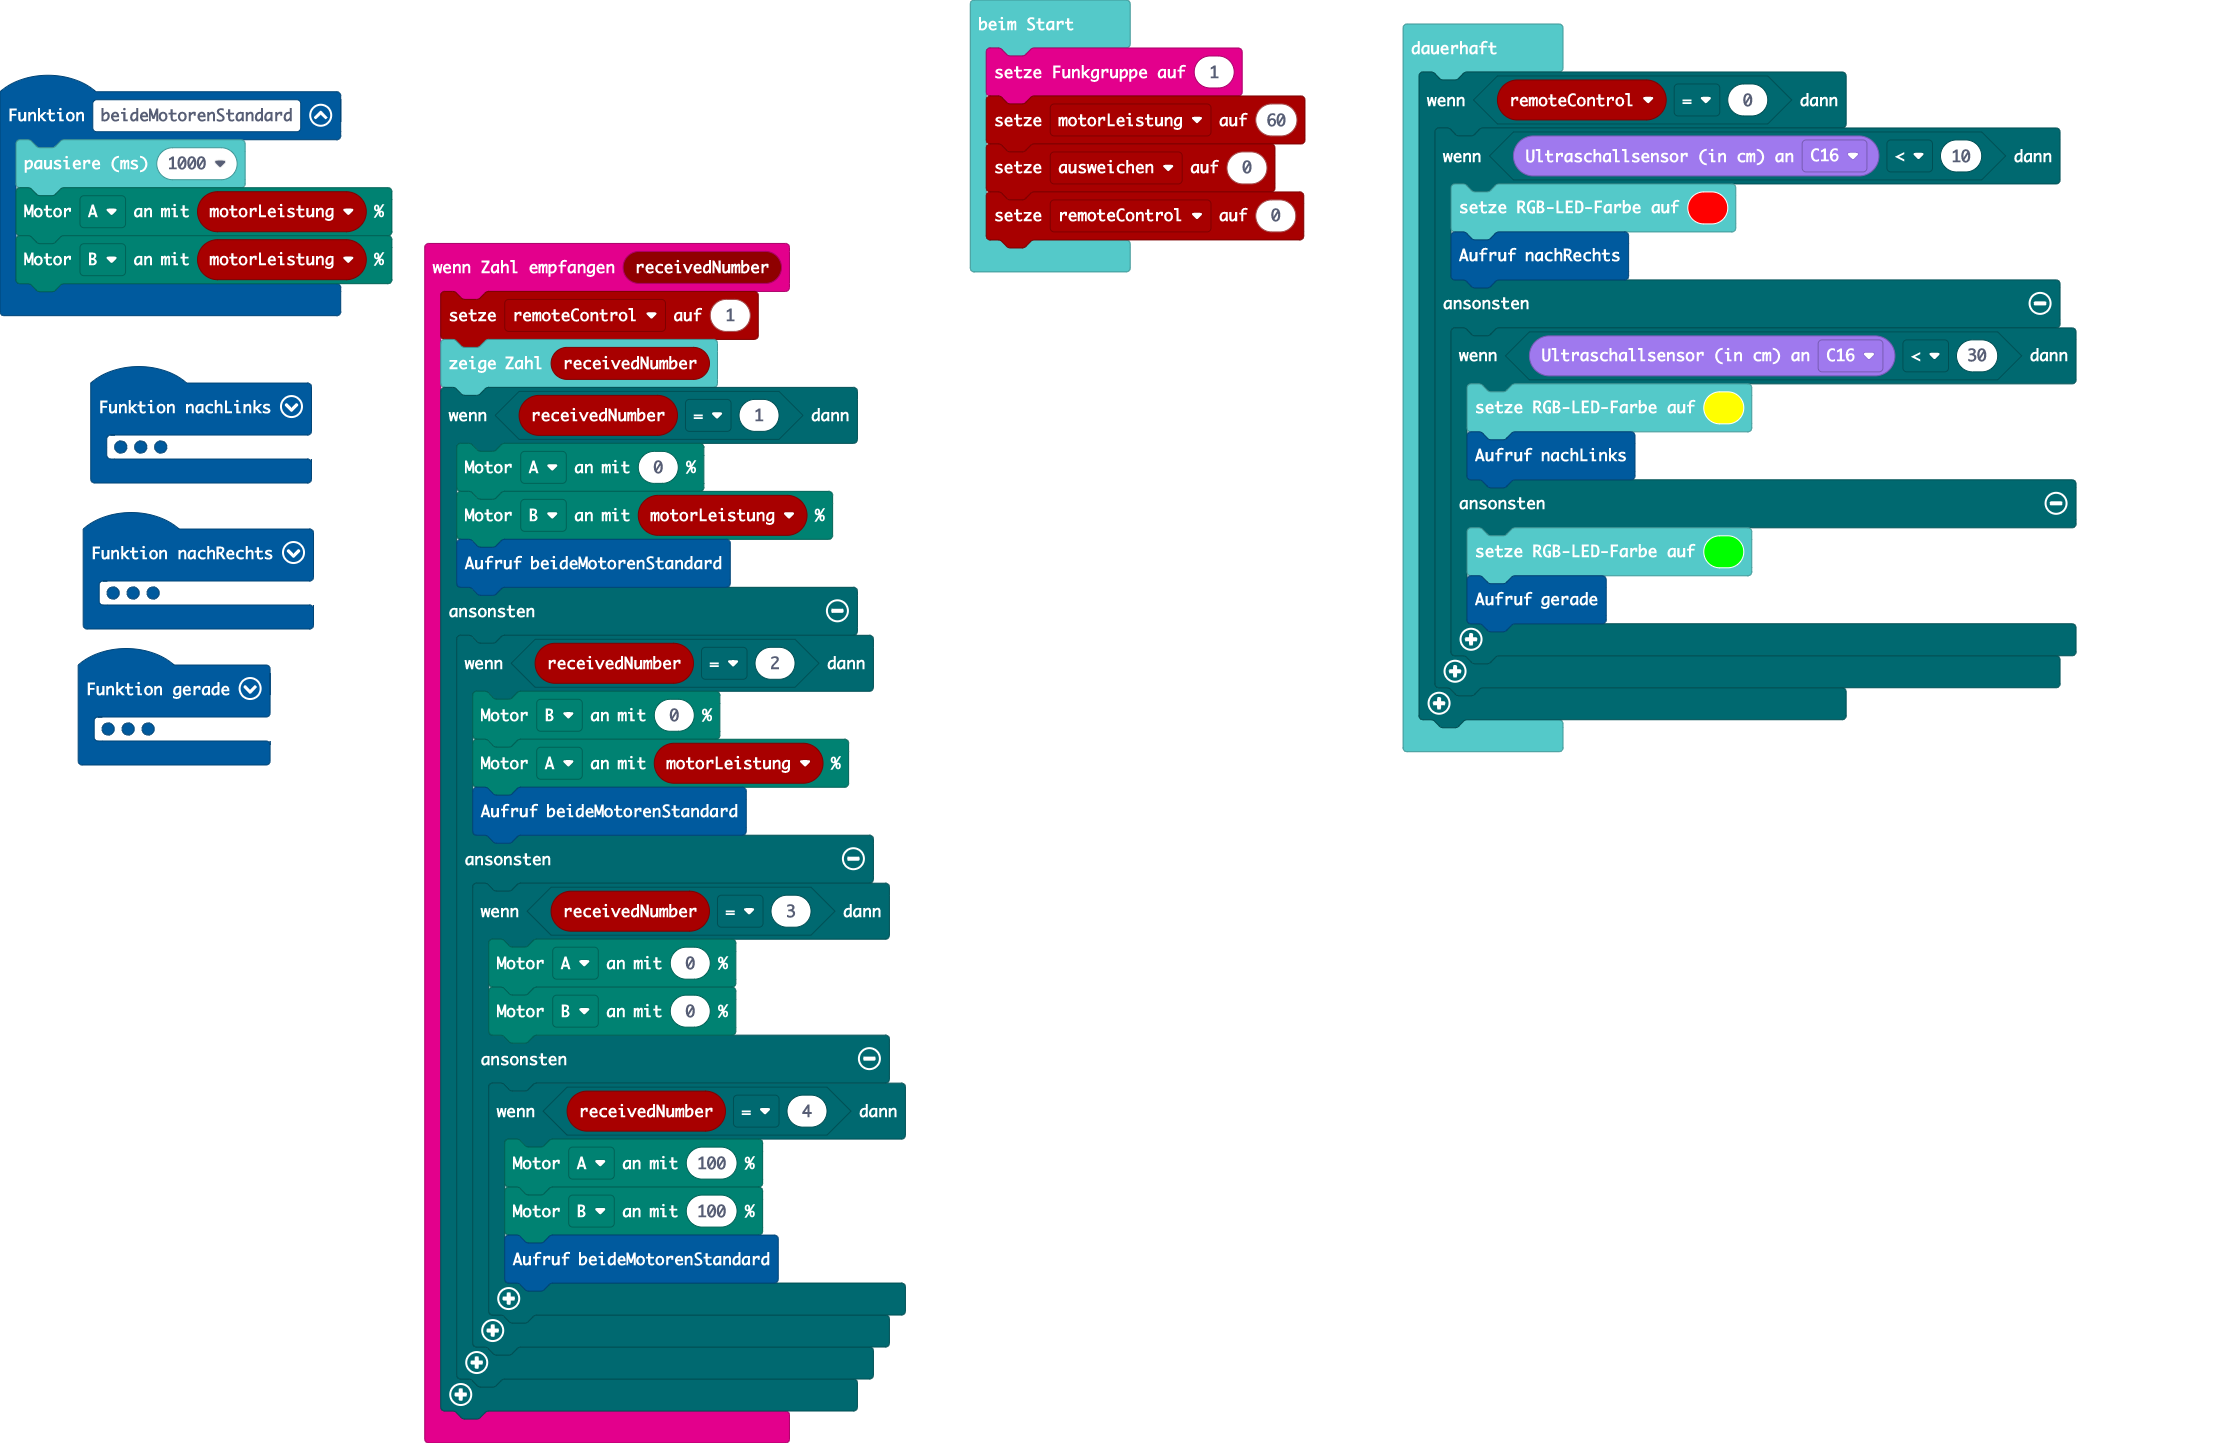 Funktion beideMotorenStandard
pausiere (ms) 1000
Motor A an mit motorLeistung %
Motor B an mit motorLeistung %
Funktion nachLinks
Funktion nachRechts
Funktion gerade
wenn Zahl empfangen receivedNumber
setze remoteControl auf 1
zeige Zahl receivedNumber
wenn receivedNumber = 1 dann
Motor A an mit 0 %
Motor B an mit motorLeistung %
Aufruf beideMotorenStandard
ansonsten
wenn receivedNumber = 2 dann
Motor B an mit 0 %
Motor A an mit motorLeistung %
Aufruf beideMotorenStandard
ansonsten
wenn receivedNumber = 3 dann
Motor A an mit 0 %
Motor B an mit 0 %
ansonsten
wenn receivedNumber = 4 dann
Motor A an mit 100 %
Motor B an mit 100 %
Aufruf beideMotorenStandard
beim Start
setze Funkgruppe auf 1
setze motorLeistung auf 60
setze ausweichen auf 0
setze remoteControl auf 0
dauerhaft
wenn remoteControl = 0 dann
wenn Ultraschallsensor (in cm) an C16 < 10 dann
setze RGB-LED-Farbe auf
Aufruf nachRechts
ansonsten
wenn Ultraschallsensor (in cm) an C16 < 30 dann
setze RGB-LED-Farbe auf
Aufruf nachLinks
ansonsten
setze RGB-LED-Farbe auf
Aufruf gerade